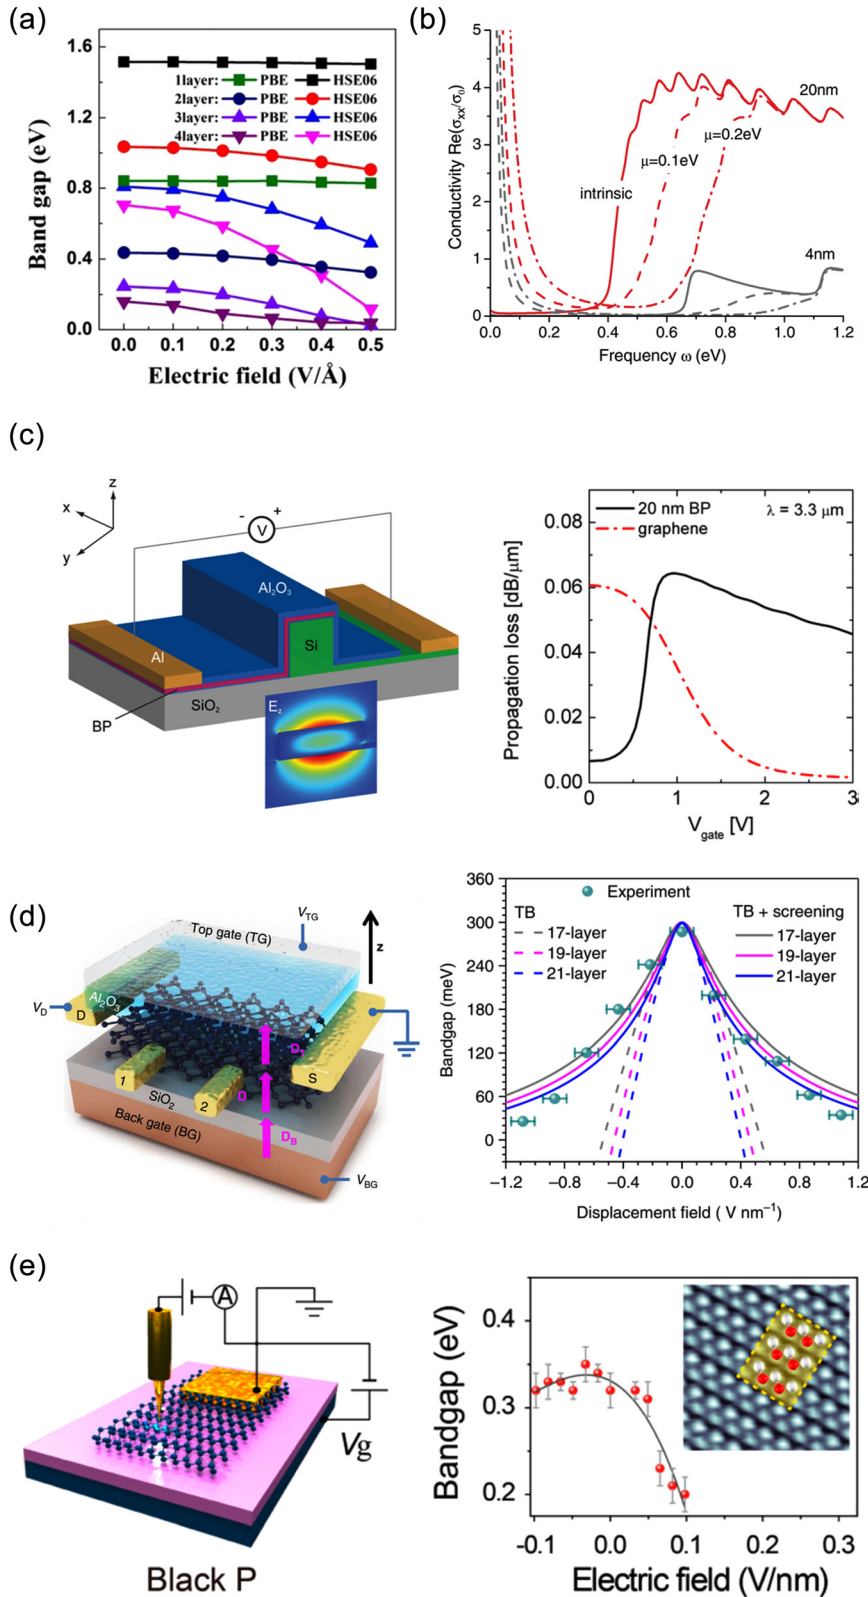 (a)
Band gap (eV)
1.6
1.2
0.8
0.4
0.0
1layer: PBE HSE06
2layer: PBE HSE06
3layer: PBE HSE06
4layer: PBE HSE06
0.0 0.1 0.2 0.3 0.4 0.5
Electric field (V/Å)
(b)
Conductivity Re(σxx/σ0)
5
4
3
2
1
0
20nm
μ=0.2eV
μ=0.1eV
intrinsic
4nm
0.0 0.2 0.4 0.6 0.8 1.0 1.2
Frequency ω (eV)
(c)
z
x
y
- V +
Al2O3
Si
Al
BP
SiO2
Ez
Propagation loss [dB/μm]
0.08
0.06
0.04
0.02
0.00
20 nm BP λ = 3.3 μm
graphene
0 1 2 3
Vgate [V]
(d)
VTG
z
Top gate (TG)
Al2O3
VD
D
DT
D
S
1
SiO2
2
DB
Back gate (BG)
VBG
Bandgap (meV)
360
300
240
180
120
60
0
Experiment
TB
17-layer
19-layer
21-layer
TB + screening
17-layer
19-layer
21-layer
−1.2 −0.8 −0.4 0.0 0.4 0.8 1.2
Displacement field ( V nm−1)
(e)
A
Vg
Black P
Bandgap (eV)
0.4
0.3
0.2
-0.1 0.0 0.1 0.2 0.3
Electric field (V/nm)